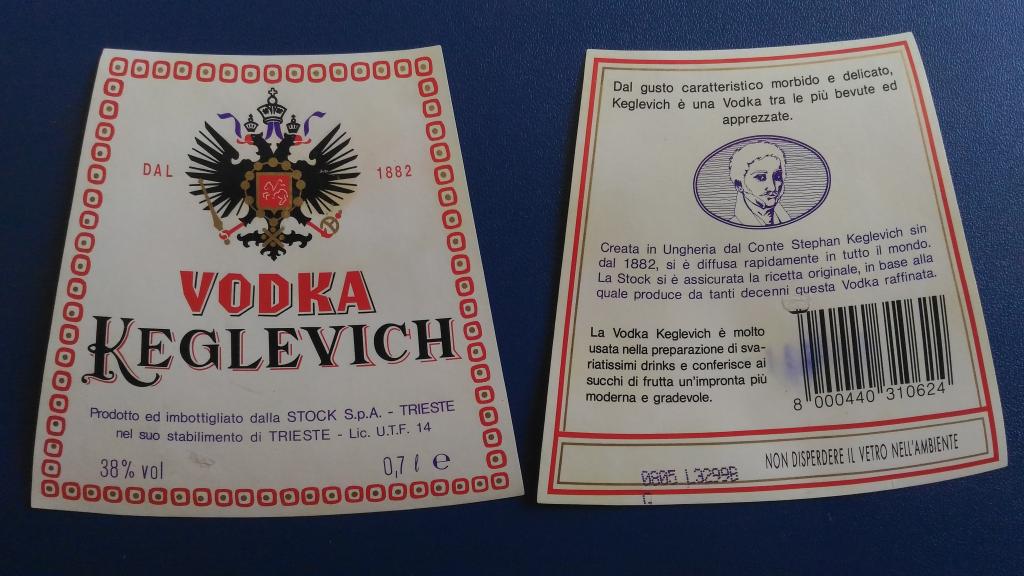 DAL 1882
VODKA
KEGLEVICH
Prodotto ed imbottigliato dalla STOCK S.p.A. - TRIESTE
nel suo stabilimento di TRIESTE - Lic. U.T.F. 14
38% vol 0,7 l e
Dal gusto caratteristico morbido e delicato,
Keglevich è una Vodka tra le più bevute ed
apprezzate.
Creata in Ungheria dal Conte Stephan Keglevich sin
dal 1882, si è diffusa rapidamente in tutto il mondo.
La Stock si è assicurata la ricetta originale, in base alla
quale produce da tanti decenni questa Vodka raffinata.
La Vodka Keglevich è molto
usata nella preparazione di sva-
riatissimi drinks e conferisce ai
succhi di frutta un'impronta più
moderna e gradevole.
8 000440 310624
NON DISPERDERE IL VETRO NELL'AMBIENTE
0805 L3299B
C